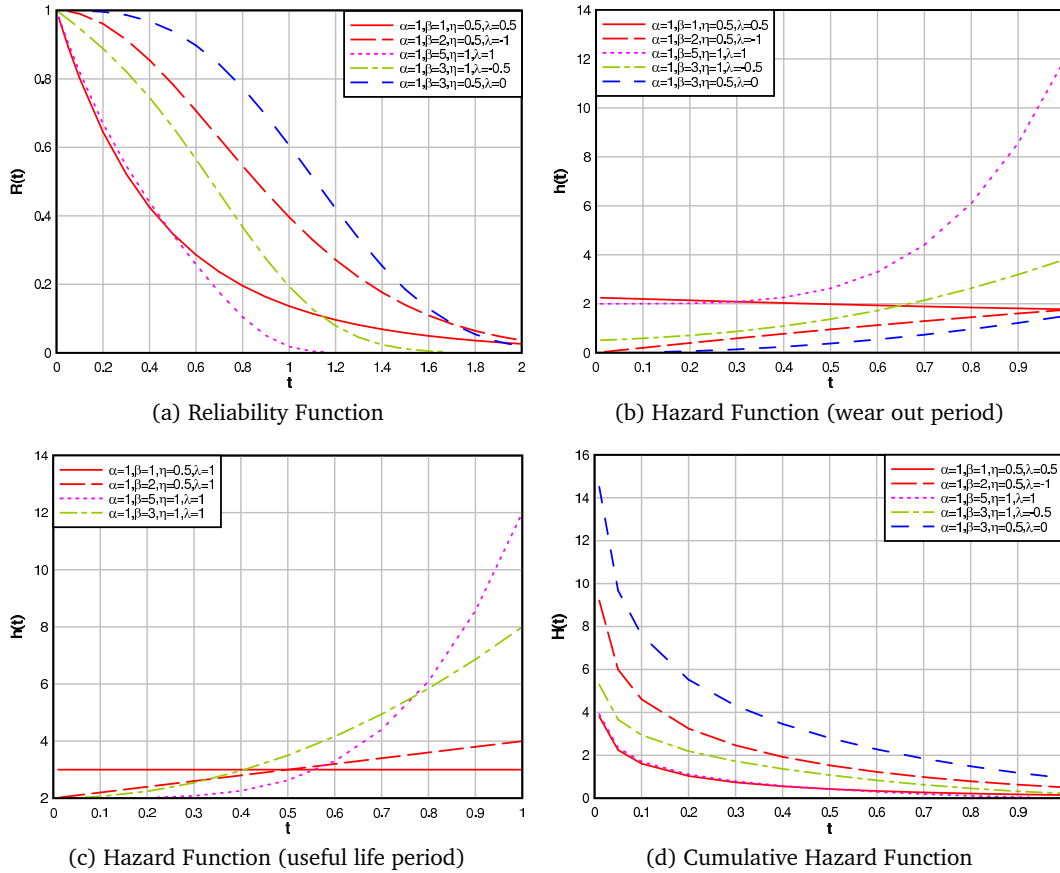 R(t)
1
0.8
0.6
0.4
0.2
0
α=1,β=1,η=0.5,λ=0.5
α=1,β=2,η=0.5,λ=-1
α=1,β=5,η=1,λ=1
α=1,β=3,η=1,λ=-0.5
α=1,β=3,η=0.5,λ=0
0 0.2 0.4 0.6 0.8 1 1.2 1.4 1.6 1.8 2
t
(a) Reliability Function
h(t)
14
12
10
8
6
4
2
0
α=1,β=1,η=0.5,λ=0.5
α=1,β=2,η=0.5,λ=-1
α=1,β=5,η=1,λ=1
α=1,β=3,η=1,λ=-0.5
α=1,β=3,η=0.5,λ=0
0 0.1 0.2 0.3 0.4 0.5 0.6 0.7 0.8 0.9
t
(b) Hazard Function (wear out period)
h(t)
14
12
10
8
6
4
2
α=1,β=1,η=0.5,λ=1
α=1,β=2,η=0.5,λ=1
α=1,β=5,η=1,λ=1
α=1,β=3,η=1,λ=1
0 0.1 0.2 0.3 0.4 0.5 0.6 0.7 0.8 0.9 1
t
(c) Hazard Function (useful life period)
H(t)
16
14
12
10
8
6
4
2
0
α=1,β=1,η=0.5,λ=0.5
α=1,β=2,η=0.5,λ=-1
α=1,β=5,η=1,λ=1
α=1,β=3,η=1,λ=-0.5
α=1,β=3,η=0.5,λ=0
0 0.1 0.2 0.3 0.4 0.5 0.6 0.7 0.8 0.9
t
(d) Cumulative Hazard Function